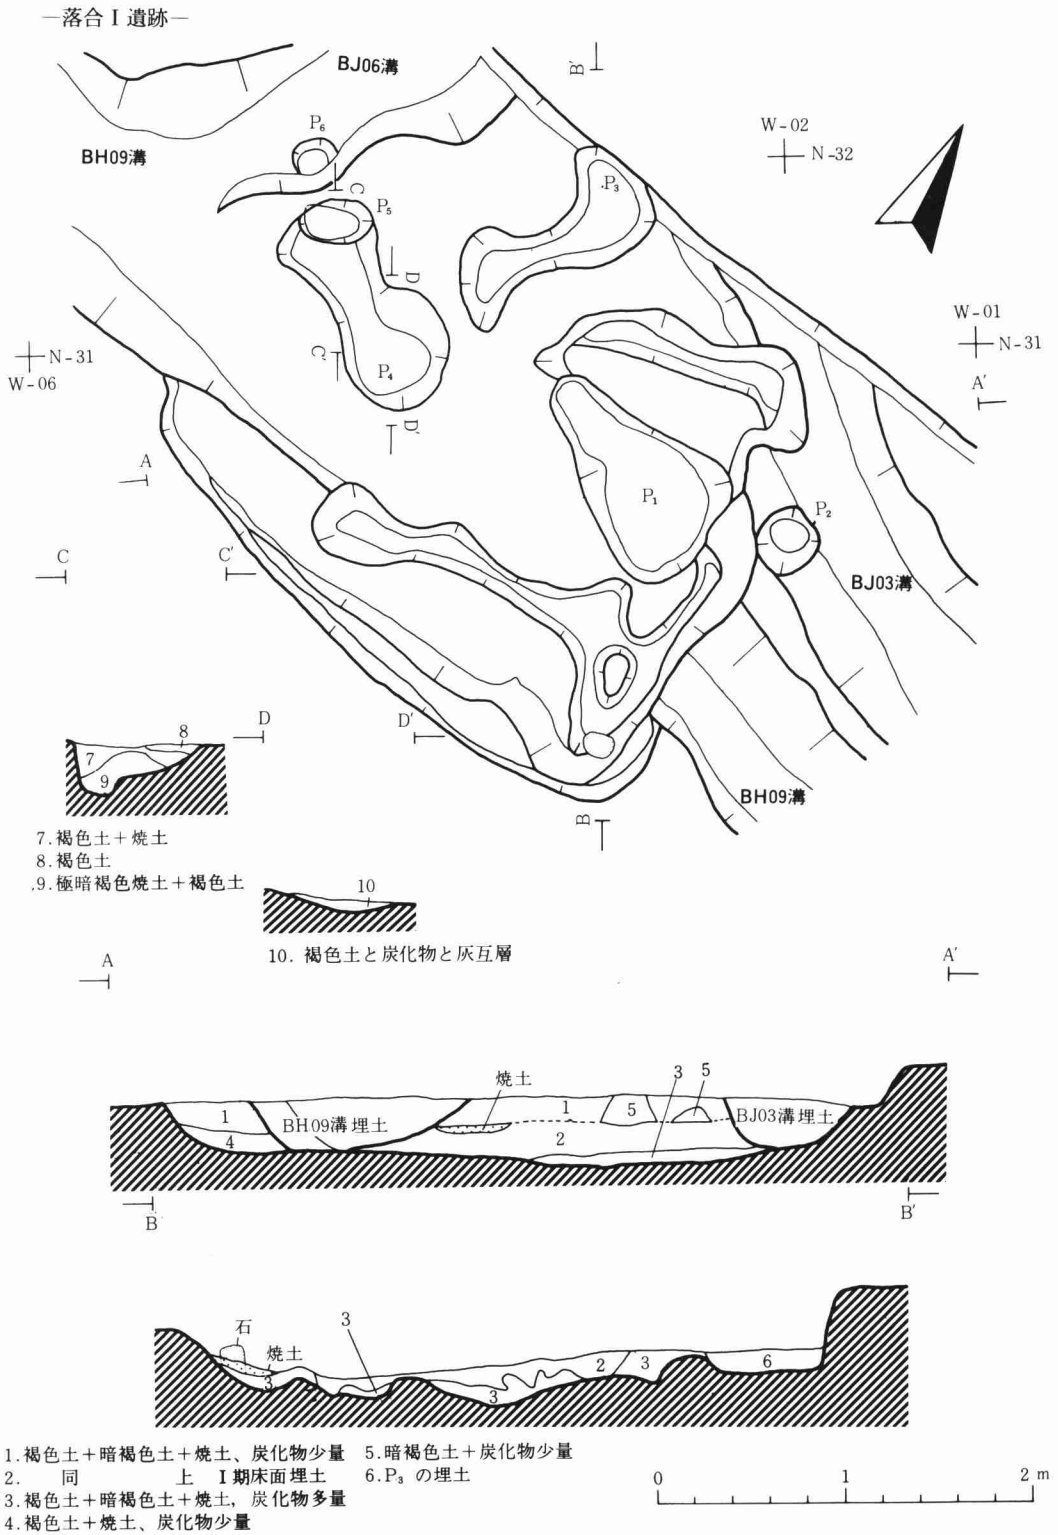 ―落合Ⅰ遺跡―
BJ06溝
B′
W-02
N-32
BH09溝
P₆
P₃
C
P₅
D
W-01
N-31
N-31
W-06
C′
P₄
A′
D′
A
P₁
P₂
C
C′
BJ03溝
D
D′
8
7
9
BH09溝
B
7.褐色土+焼土
8.褐色土
9.極暗褐色焼土+褐色土
10
10. 褐色土と炭化物と灰互層
A
A′
焼土
3
5
1
BH09溝埋土
1
5
BJ03溝埋土
4
2
B
B′
石
焼土
3
3
3
2
3
6
1.褐色土+暗褐色土+焼土、炭化物少量
2. 同 上 Ⅰ期床面埋土
3.褐色土+暗褐色土+焼土, 炭化物多量
4.褐色土+焼土、炭化物少量
5.暗褐色土+炭化物少量
6.P₃ の埋土
0 1 2 m